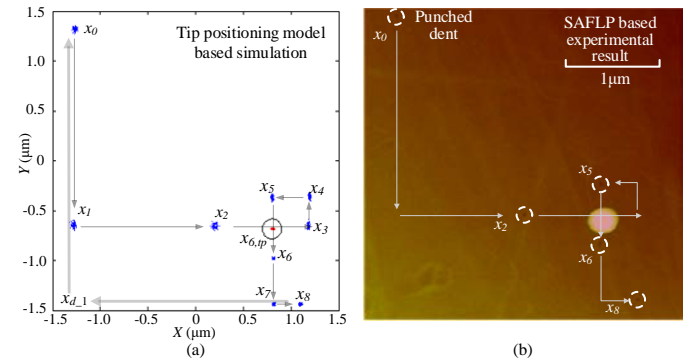 (a)
Tip positioning model
based simulation
x0
x1
x2
x5
x4
x3
x6,tp
x6
x7
x8
xd_1
1.5
1.0
0.5
0
-0.5
-1.0
-1.5
Y (μm)
1.5
1.0
0.5
0
0.5
1.0
1.5
X (μm)
(a)
x0
Punched
dent
SAFLP based
experimental
result
1μm
x5
x2
x6
x8
(b)